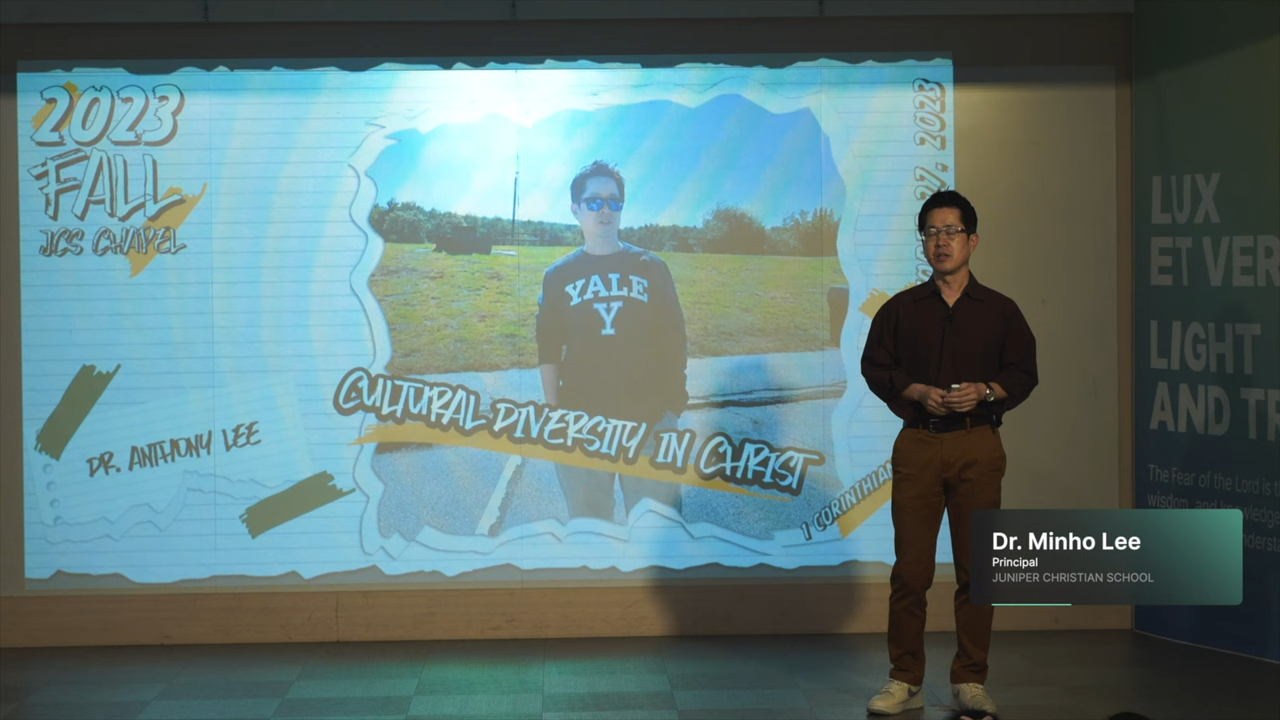 2023
FALL
JCS CHAPEL
27, 2023
YALE
Y
CULTURAL DIVERSITY IN CHRIST
DR. ANTHONY LEE
1 CORINTHIAN
LUX
ET VER
LIGHT
AND TR
The Fear of the Lord is
wisdom, and knowledge
Dr. Minho Lee
Principal
JUNIPER CHRISTIAN SCHOOL